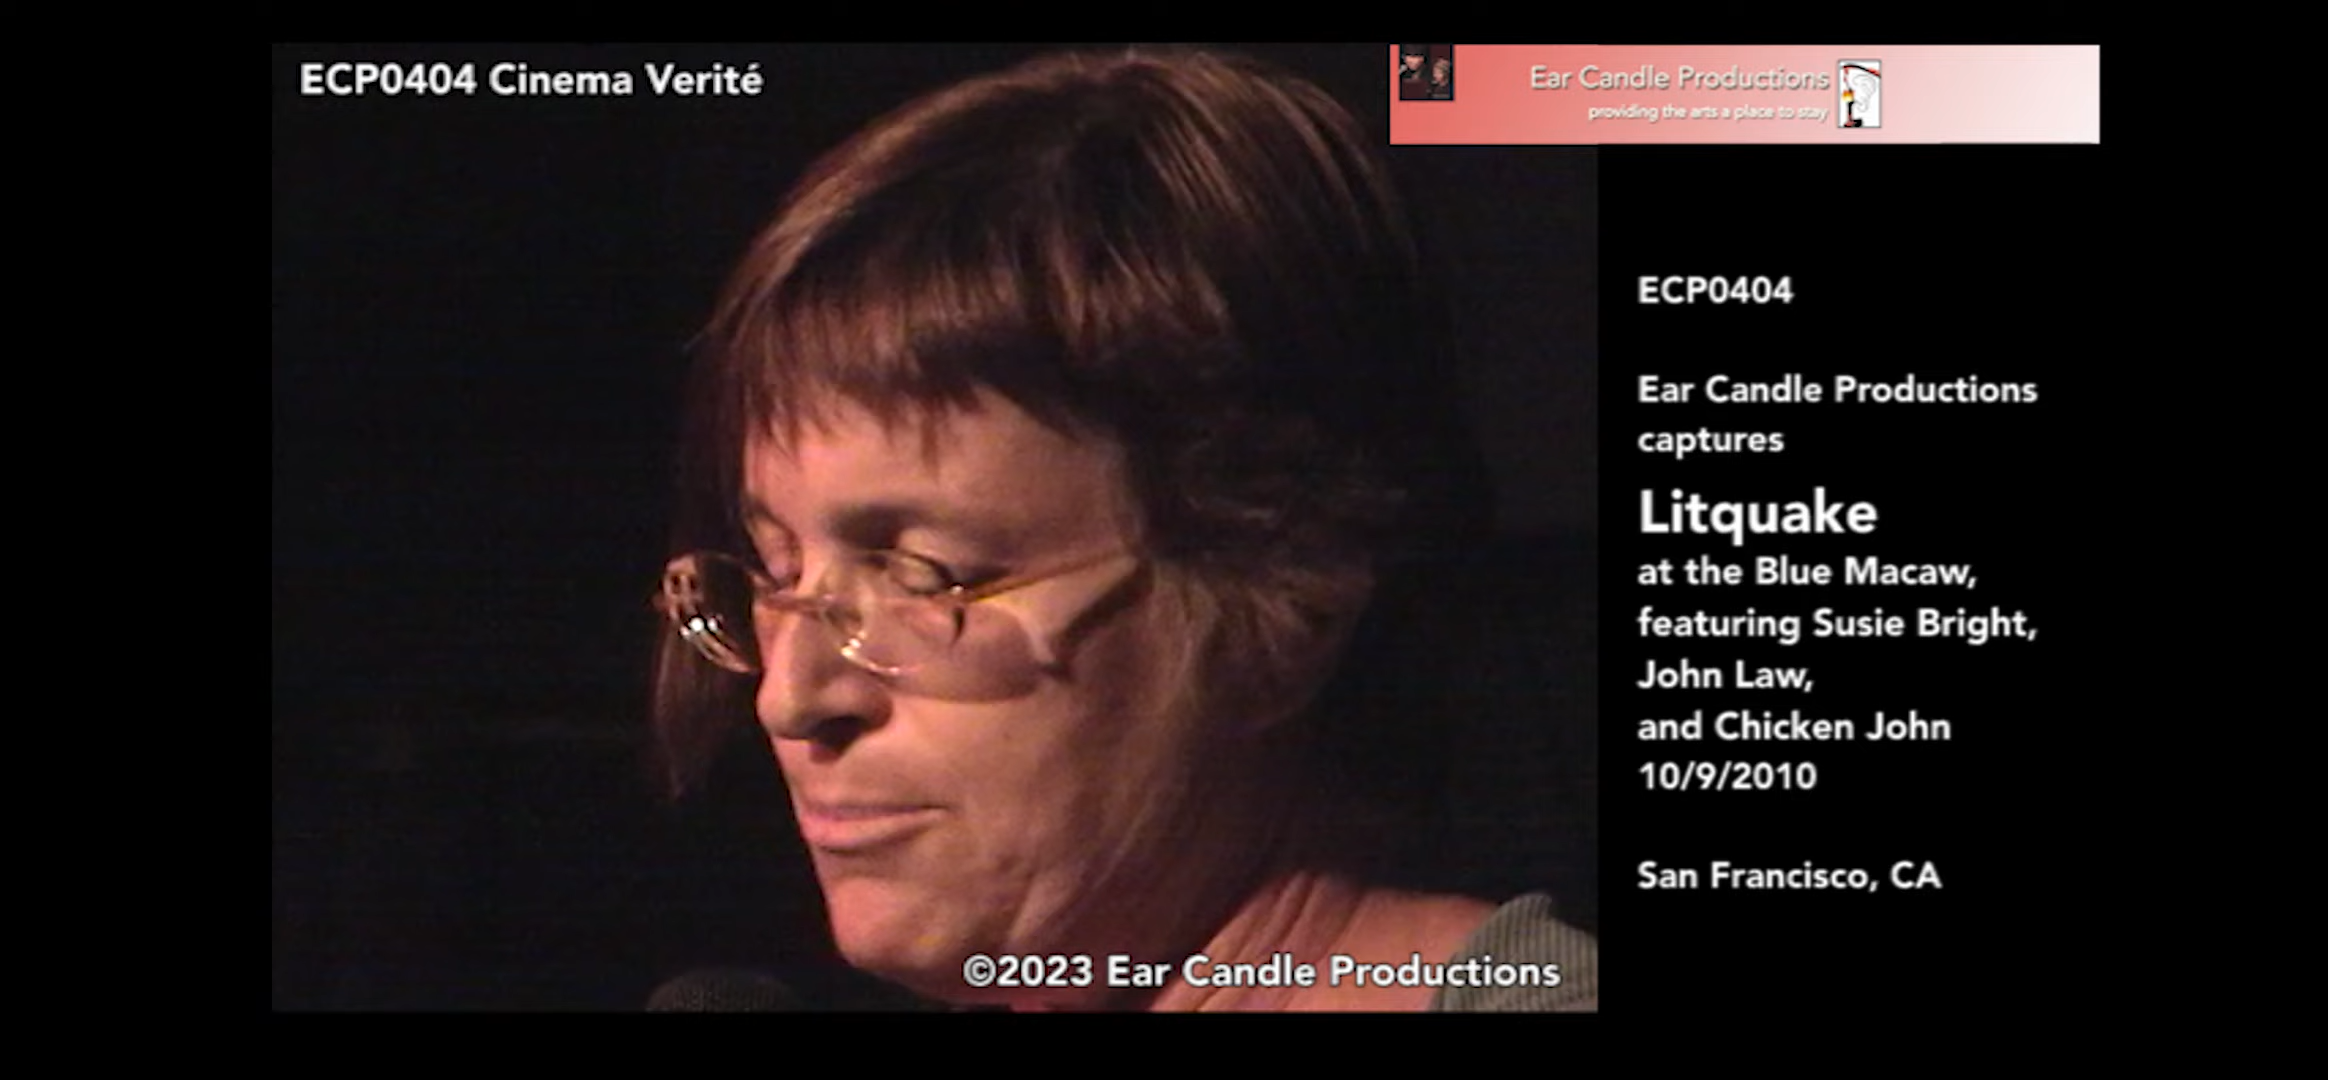 ECP0404 Cinema Verité
Ear Candle Productions
providing the arts a place to stay
ECP0404
Ear Candle Productions
captures
Litquake
at the Blue Macaw,
featuring Susie Bright,
John Law,
and Chicken John
10/9/2010
San Francisco, CA
©2023 Ear Candle Productions